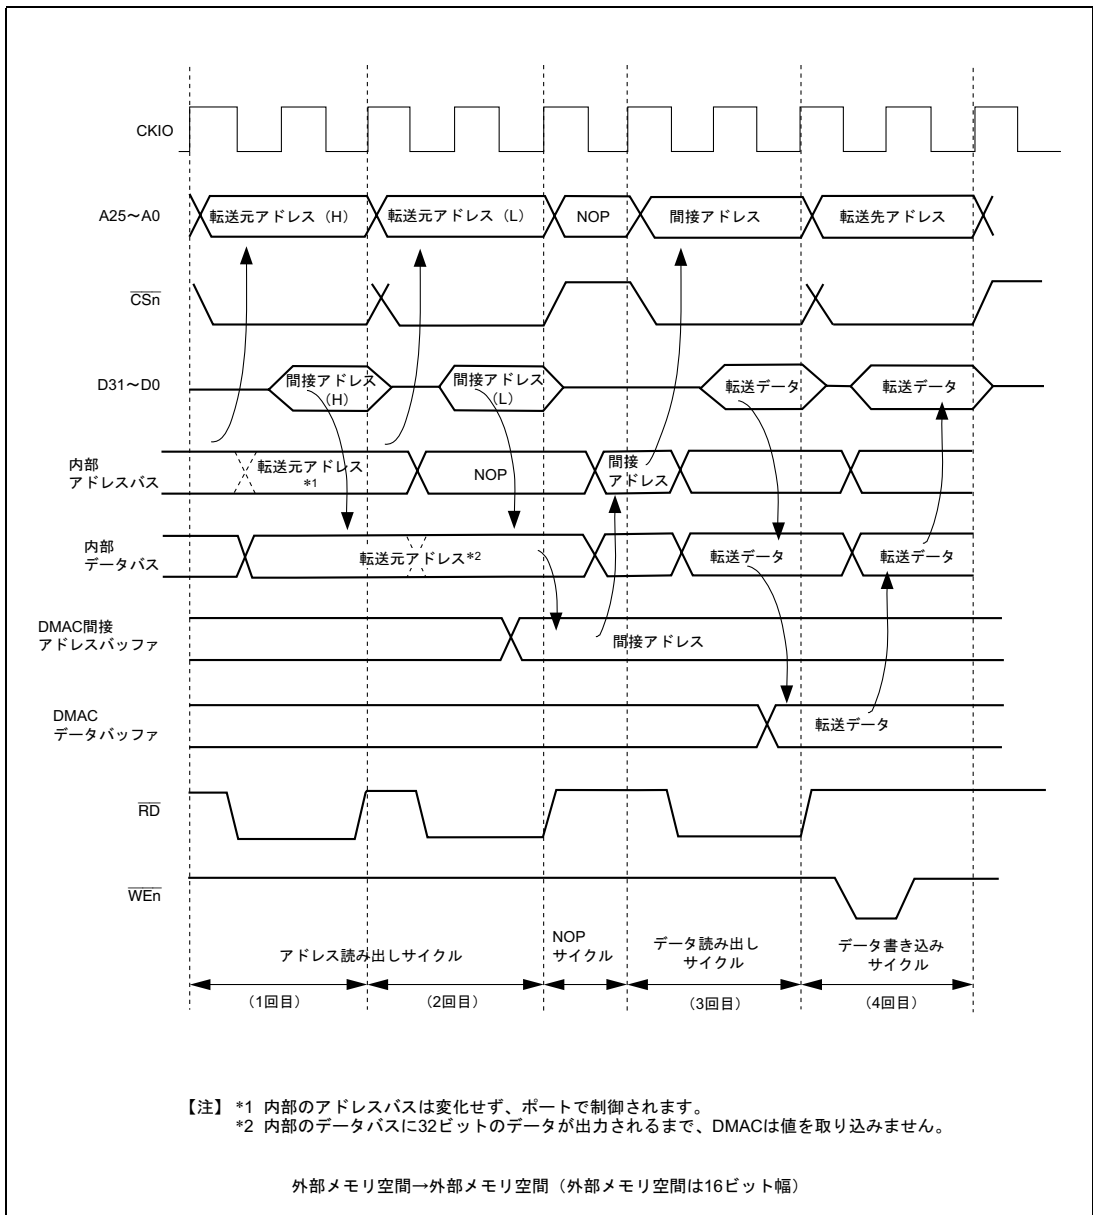 CKIO
A25～A0
転送元アドレス（H）
転送元アドレス（L）
NOP
間接アドレス
転送先アドレス
CSn
D31～D0
間接アドレス
（H）
間接アドレス
（L）
転送データ
転送データ
内部
アドレスバス
転送元アドレス
*1
NOP
間接
アドレス
内部
データバス
転送元アドレス*2
転送データ
転送データ
DMAC間接
アドレスバッファ
間接アドレス
DMAC
データバッファ
転送データ
RD
WEn
アドレス読み出しサイクル
NOP
サイクル
データ読み出し
サイクル
データ書き込み
サイクル
（1回目）
（2回目）
（3回目）
（4回目）
【注】 *1 内部のアドレスバスは変化せず、ポートで制御されます。
*2 内部のデータバスに32ビットのデータが出力されるまで、DMACは値を取り込みません。
外部メモリ空間→外部メモリ空間（外部メモリ空間は16ビット幅）